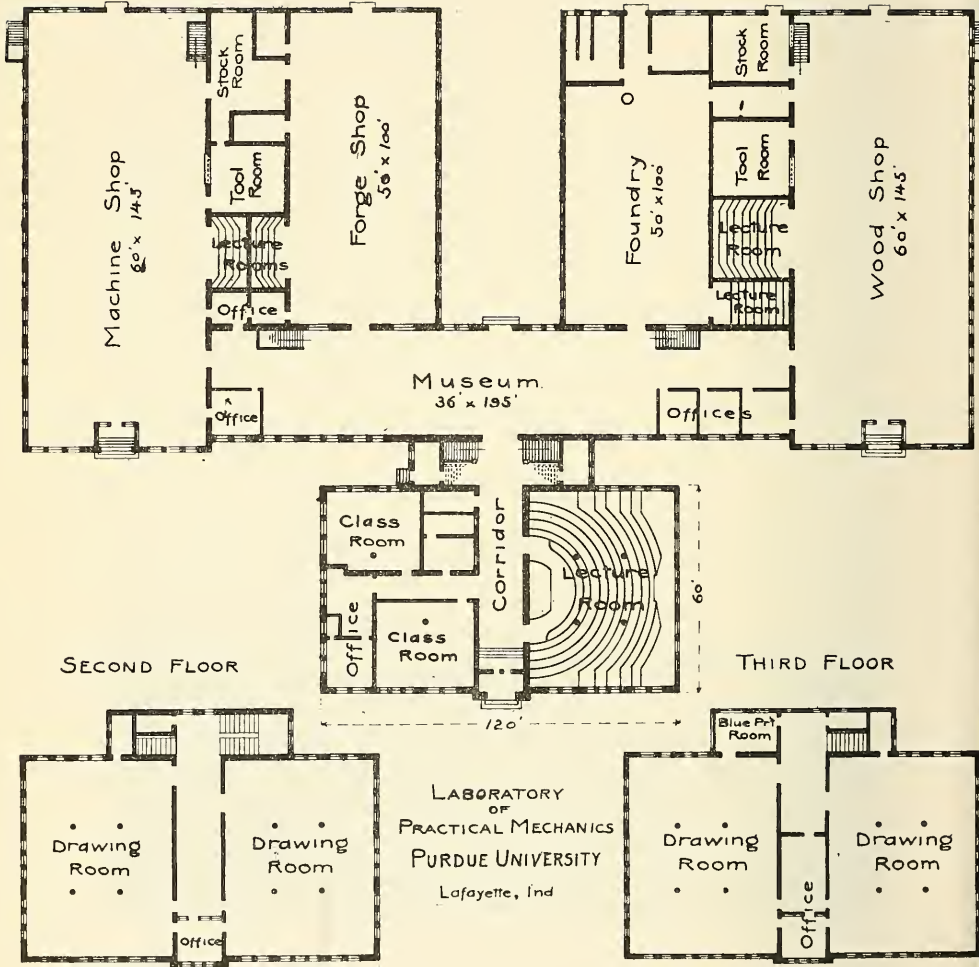 Machine Shop
60' x 145'
Stock
Room
Tool
Room
Lecture
Rooms
Office
Forge Shop
50' x 100'
Foundry
50' x 100'
Stock
Room
Tool
Room
Lecture
Room
Lecture
Room
Wood Shop
60' x 145'
Museum.
36' x 195'
Office
Offices
Class
Room
Corridor
Lecture
Room
Office
Class
Room
60'
120'
SECOND FLOOR
THIRD FLOOR
Drawing
Room
Drawing
Room
Office
LABORATORY
OF
PRACTICAL MECHANICS
PURDUE UNIVERSITY
Lafayette, Ind
Blue Prt
Room
Drawing
Room
Drawing
Room
Office